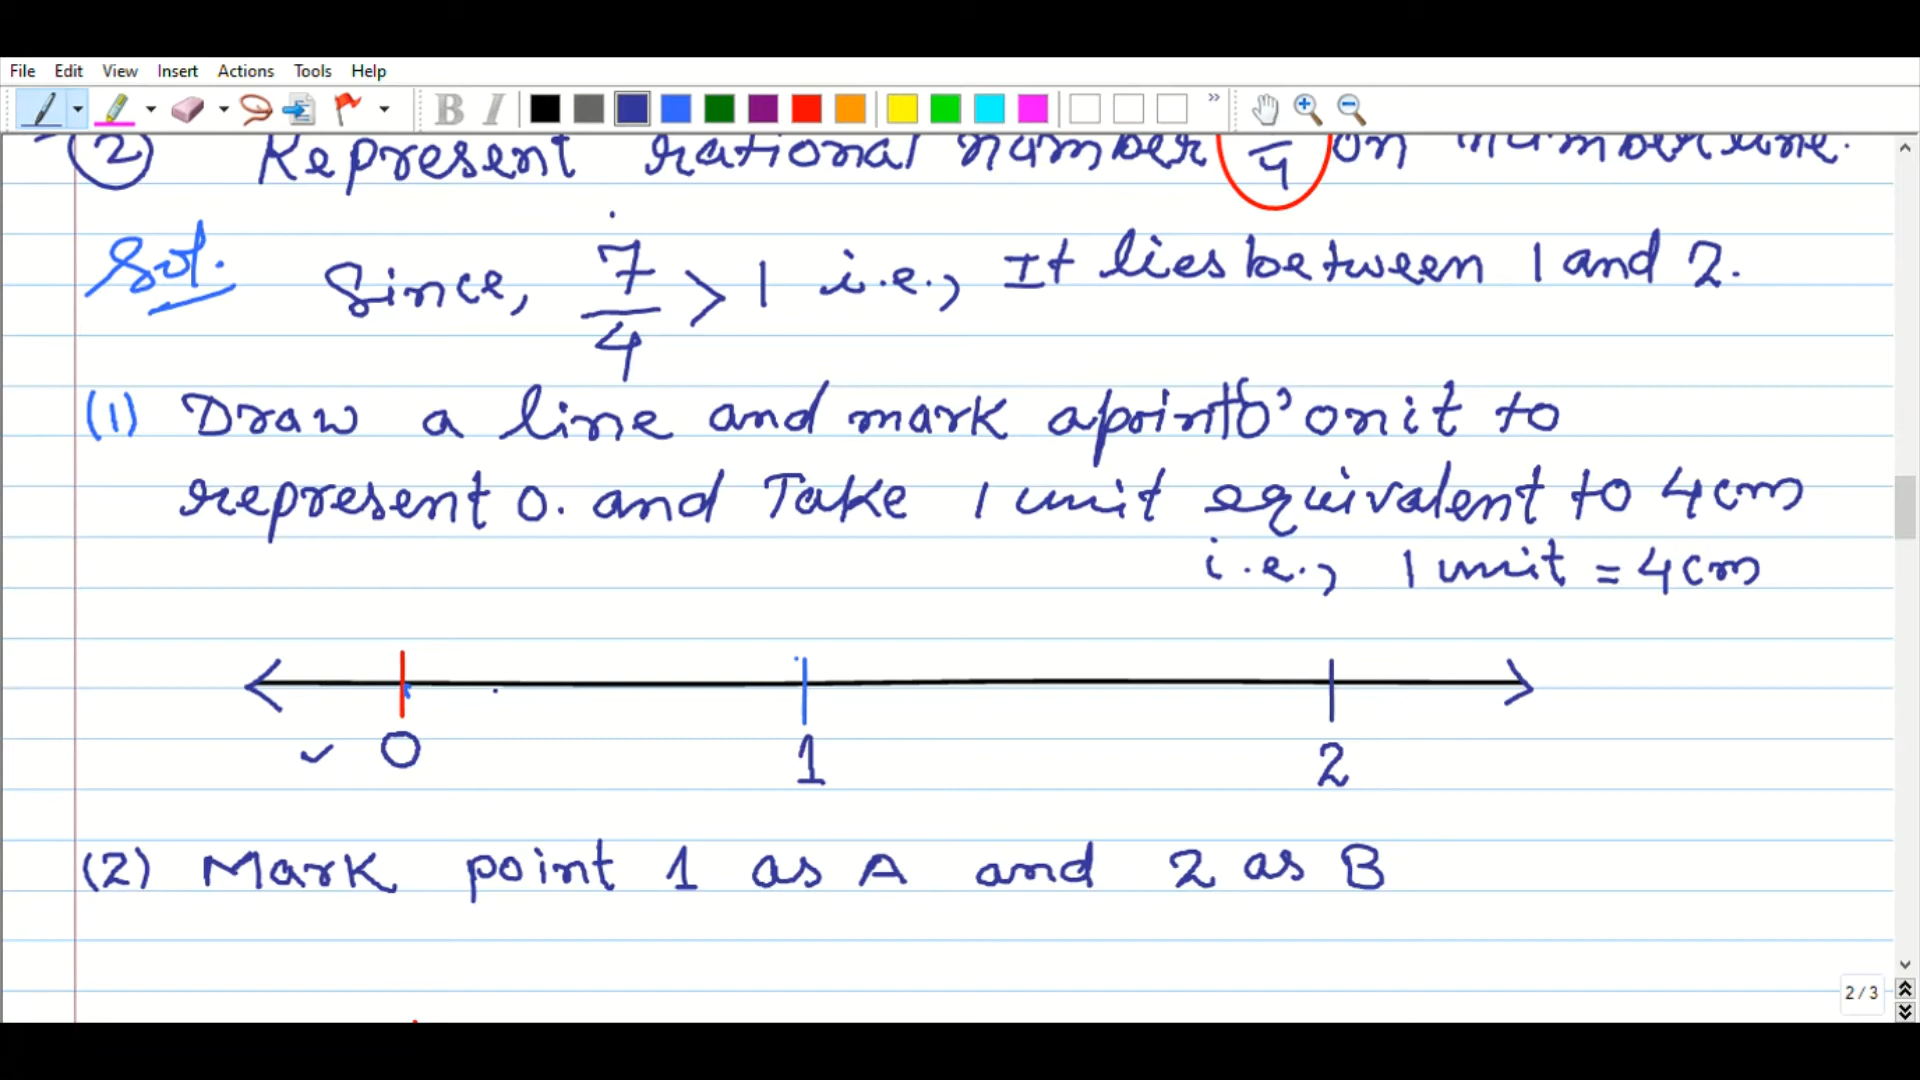 File Edit View Insert Actions Tools Help
B I
(2) Represent rational number 7/4 on number line.
Sol. Since, 7/4 > 1 i.e., It lies between 1 and 2.
(1) Draw a line and mark a point 'O' on it to
represent 0. and Take 1 unit equivalent to 4cm
i.e., 1 unit = 4cm
0 1 2
(2) Mark point 1 as A and 2 as B
2 / 3